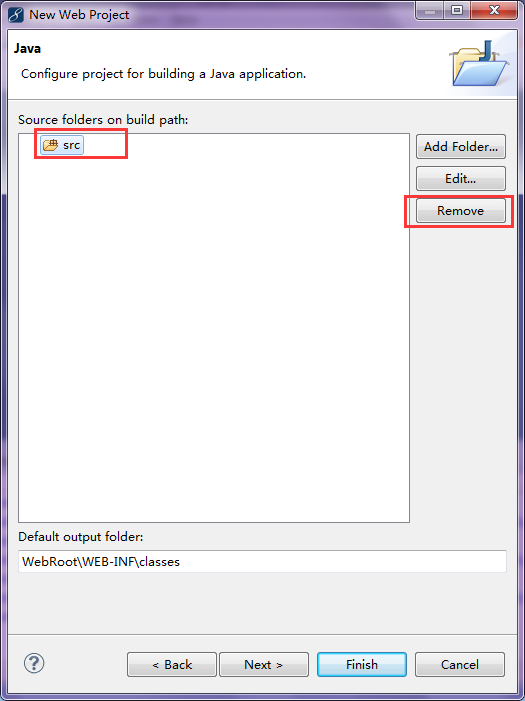 New Web Project
Java
Configure project for building a Java application.
Source folders on build path:
src
Add Folder...
Edit...
Remove
Default output folder:
WebRoot\WEB-INF\classes
?
< Back
Next >
Finish
Cancel